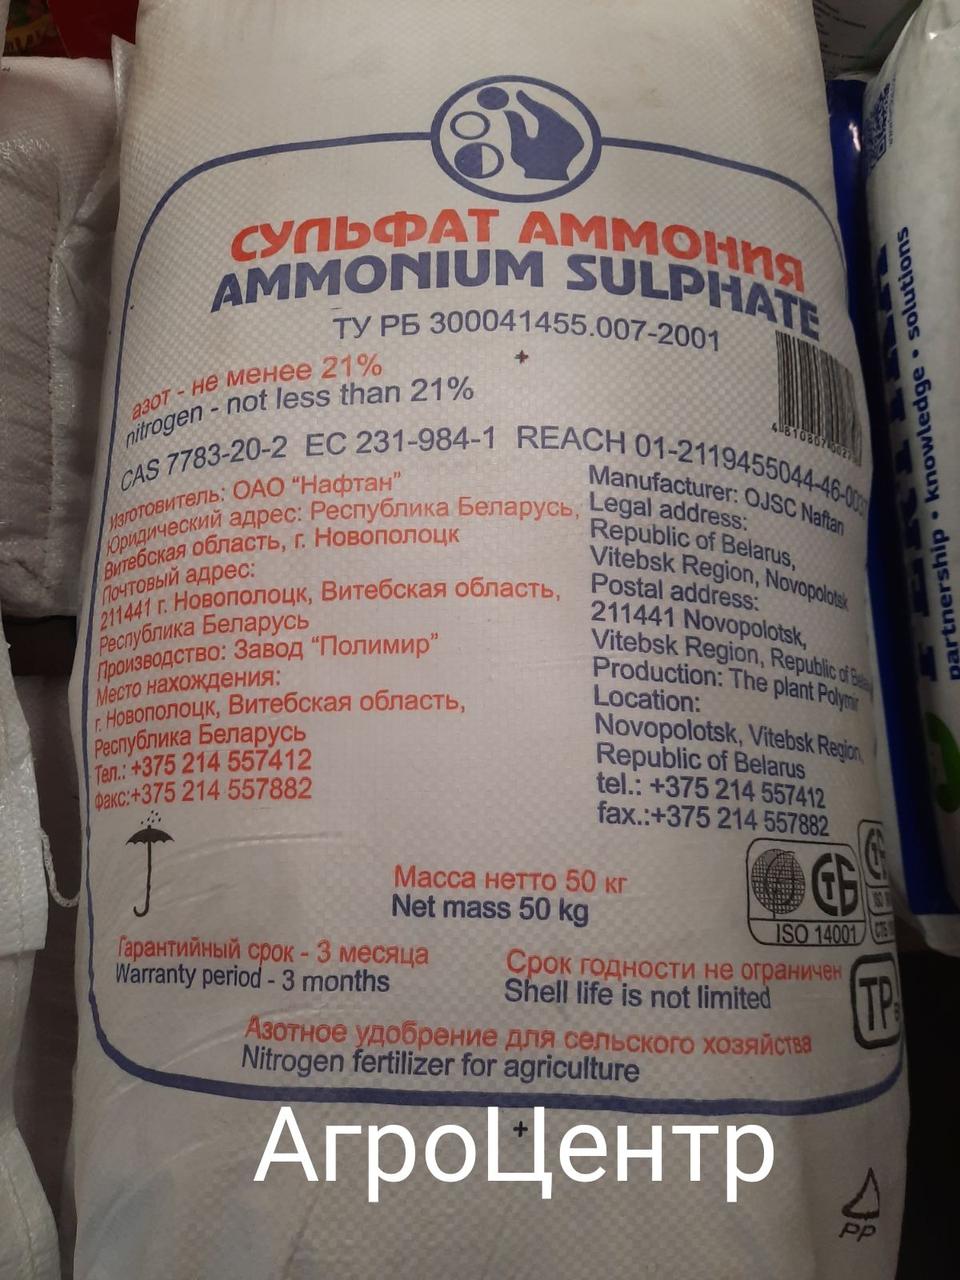 СУЛЬФАТ АММОНИЯ
AMMONIUM SULPHATE
ТУ РБ 300041455.007-2001
азот - не менее 21%
nitrogen - not less than 21%
CAS 7783-20-2 EC 231-984-1 REACH 01-2119455044-46-00
Изготовитель: ОАО “Нафтан”
Юридический адрес: Республика Беларусь,
Витебская область, г. Новополоцк
Почтовый адрес:
211441 г. Новополоцк, Витебская область,
Республика Беларусь
Производство: Завод “Полимир”
Место нахождения:
г. Новополоцк, Витебская область,
Республика Беларусь
Тел.: +375 214 557412
Факс:+375 214 557882
Manufacturer: OJSC Naftan
Legal address:
Republic of Belarus,
Vitebsk Region, Novopolotsk
Postal address:
211441 Novopolotsk,
Vitebsk Region, Republic of
Production: The plant Polymir
Location:
Novopolotsk, Vitebsk Region,
Republic of Belarus
tel.: +375 214 557412
fax.:+375 214 557882
Масса нетто 50 кг
Net mass 50 kg
СТБ
ISO 14001
Гарантийный срок - 3 месяца
Warranty period - 3 months
Срок годности не ограничен
Shell life is not limited
ТР
Азотное удобрение для сельского хозяйства
Nitrogen fertilizer for agriculture
АгроЦентр
PP
partnership • knowledge • solutions